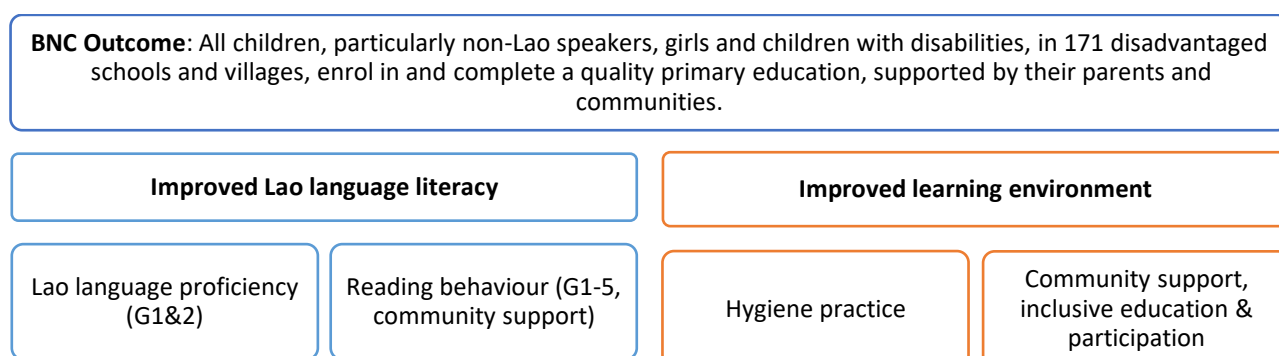 BNC Outcome: All children, particularly non-Lao speakers, girls and children with disabilities, in 171 disadvantaged
schools and villages, enrol in and complete a quality primary education, supported by their parents and
communities.
Improved Lao language literacy
Improved learning environment
Lao language proficiency
(G1&2)
Reading behaviour (G1-5,
community support)
Hygiene practice
Community support,
inclusive education &
participation